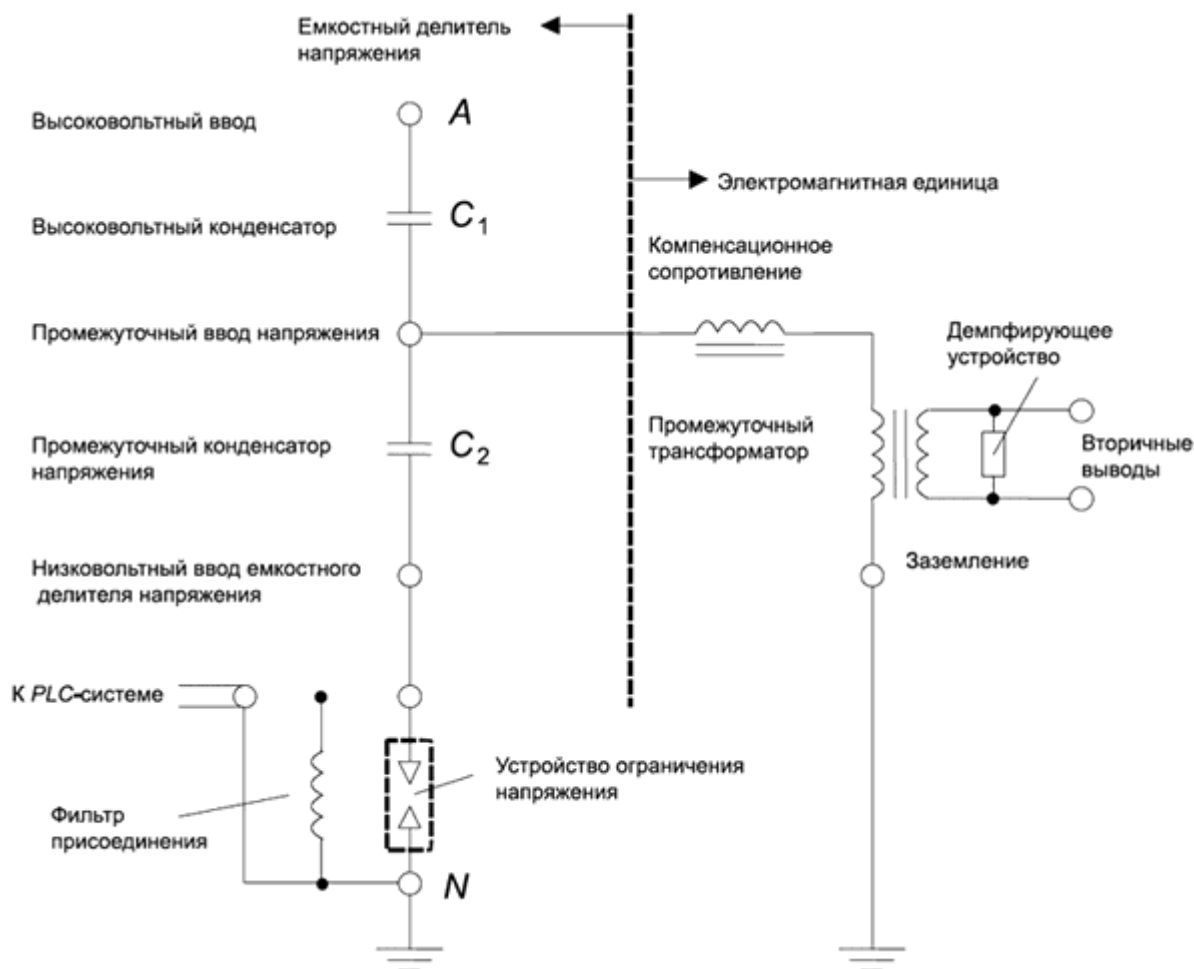 Емкостный делитель
напряжения
Высоковольтный ввод
A
Электромагнитная единица
Высоковольтный конденсатор
C1
Компенсационное
сопротивление
Промежуточный ввод напряжения
Демпфирующее
устройство
Промежуточный конденсатор
напряжения
C2
Промежуточный
трансформатор
Вторичные
выводы
Низковольтный ввод емкостного
делителя напряжения
Заземление
К PLC-системе
Устройство ограничения
напряжения
Фильтр
присоединения
N